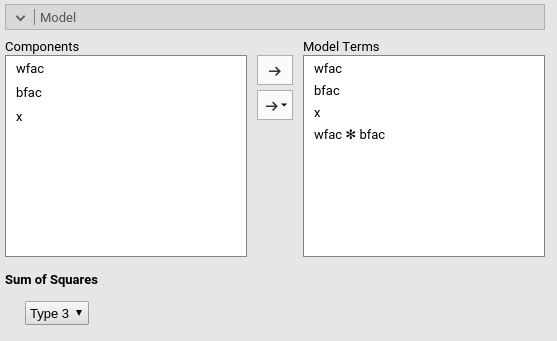 Model
Components
wfac
bfac
x
Model Terms
wfac
bfac
x
wfac ✻ bfac
Sum of Squares
Type 3